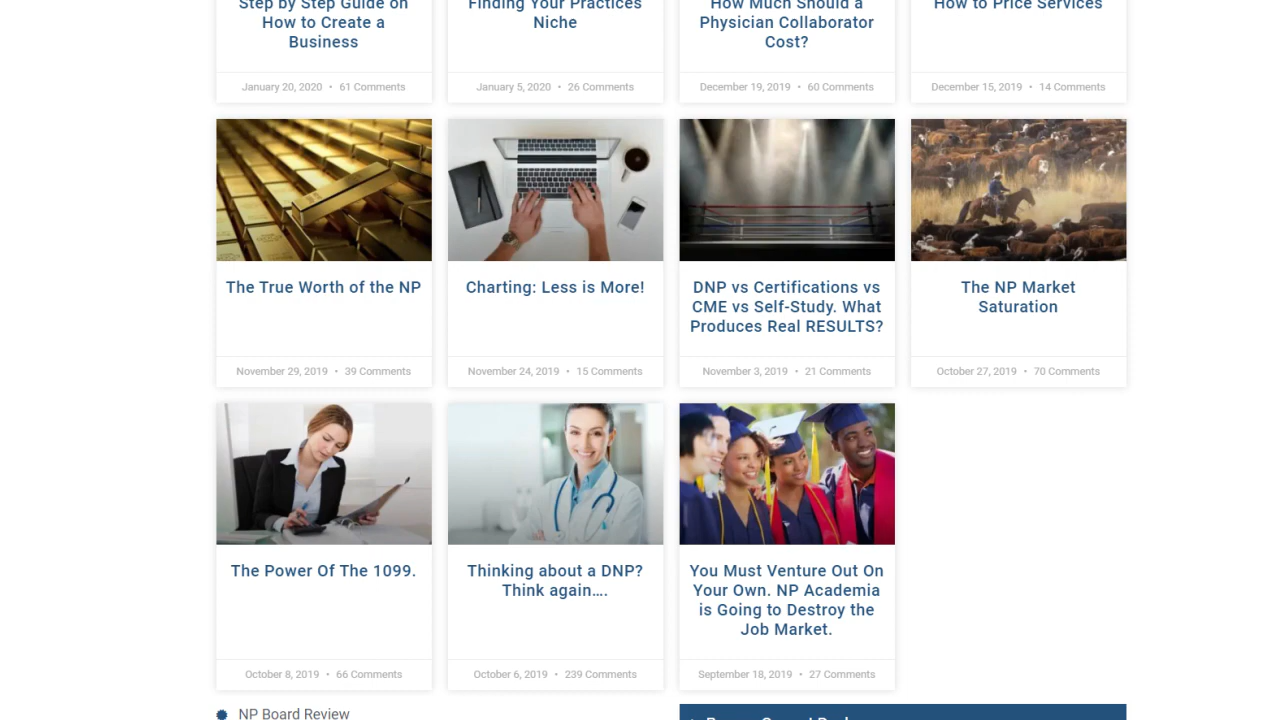 Step by Step Guide on
How to Create a
Business
January 20, 2020 • 61 Comments
Finding Your Practices
Niche
January 5, 2020 • 26 Comments
How Much Should a
Physician Collaborator
Cost?
December 19, 2019 • 60 Comments
How to Price Services
December 15, 2019 • 14 Comments
The True Worth of the NP
November 29, 2019 • 39 Comments
Charting: Less is More!
November 24, 2019 • 15 Comments
DNP vs Certifications vs
CME vs Self-Study. What
Produces Real RESULTS?
November 3, 2019 • 21 Comments
The NP Market
Saturation
October 27, 2019 • 70 Comments
The Power Of The 1099.
October 8, 2019 • 66 Comments
Thinking about a DNP?
Think again....
October 6, 2019 • 239 Comments
You Must Venture Out On
Your Own. NP Academia
is Going to Destroy the
Job Market.
September 18, 2019 • 27 Comments
NP Board Review